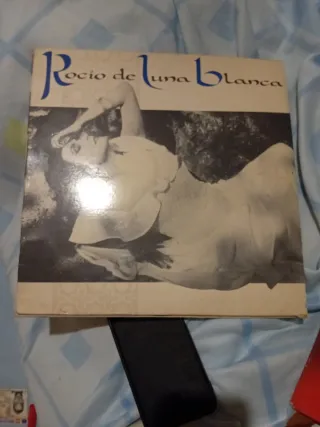 Rocio de luna blanca